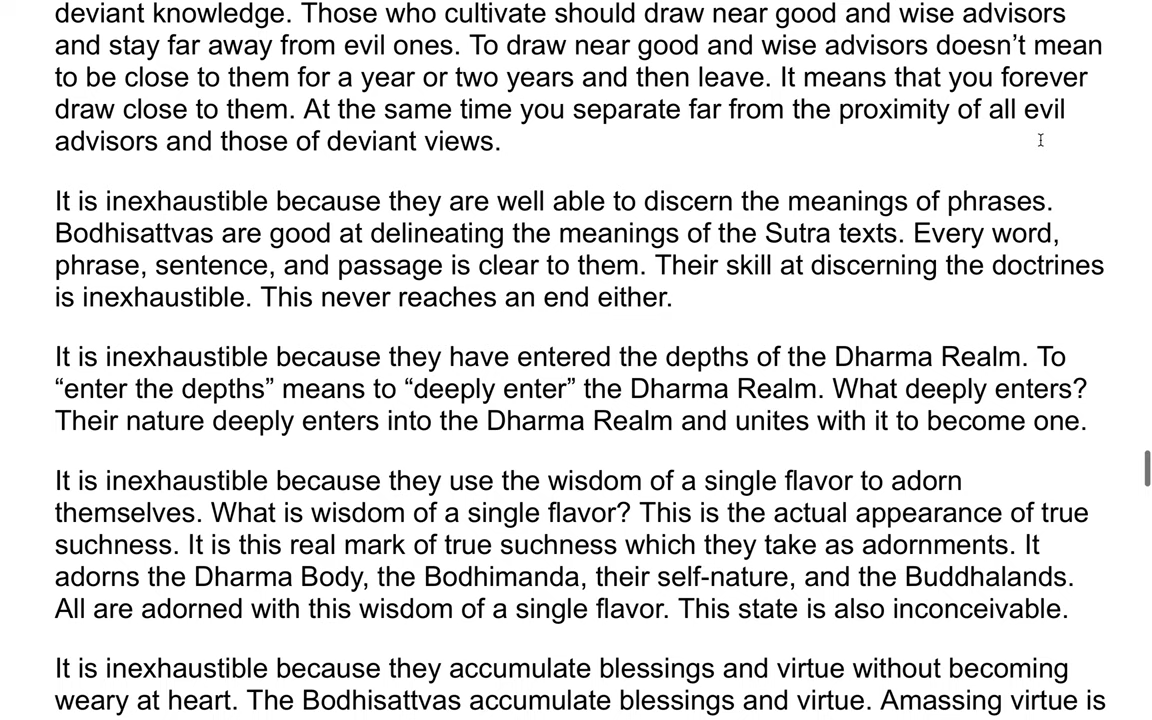 deviant knowledge. Those who cultivate should draw near good and wise advisors
and stay far away from evil ones. To draw near good and wise advisors doesn’t mean
to be close to them for a year or two years and then leave. It means that you forever
draw close to them. At the same time you separate far from the proximity of all evil
advisors and those of deviant views.
It is inexhaustible because they are well able to discern the meanings of phrases.
Bodhisattvas are good at delineating the meanings of the Sutra texts. Every word,
phrase, sentence, and passage is clear to them. Their skill at discerning the doctrines
is inexhaustible. This never reaches an end either.
It is inexhaustible because they have entered the depths of the Dharma Realm. To
“enter the depths” means to “deeply enter” the Dharma Realm. What deeply enters?
Their nature deeply enters into the Dharma Realm and unites with it to become one.
It is inexhaustible because they use the wisdom of a single flavor to adorn
themselves. What is wisdom of a single flavor? This is the actual appearance of true
suchness. It is this real mark of true suchness which they take as adornments. It
adorns the Dharma Body, the Bodhimanda, their self-nature, and the Buddhalands.
All are adorned with this wisdom of a single flavor. This state is also inconceivable.
It is inexhaustible because they accumulate blessings and virtue without becoming
weary at heart. The Bodhisattvas accumulate blessings and virtue. Amassing virtue is